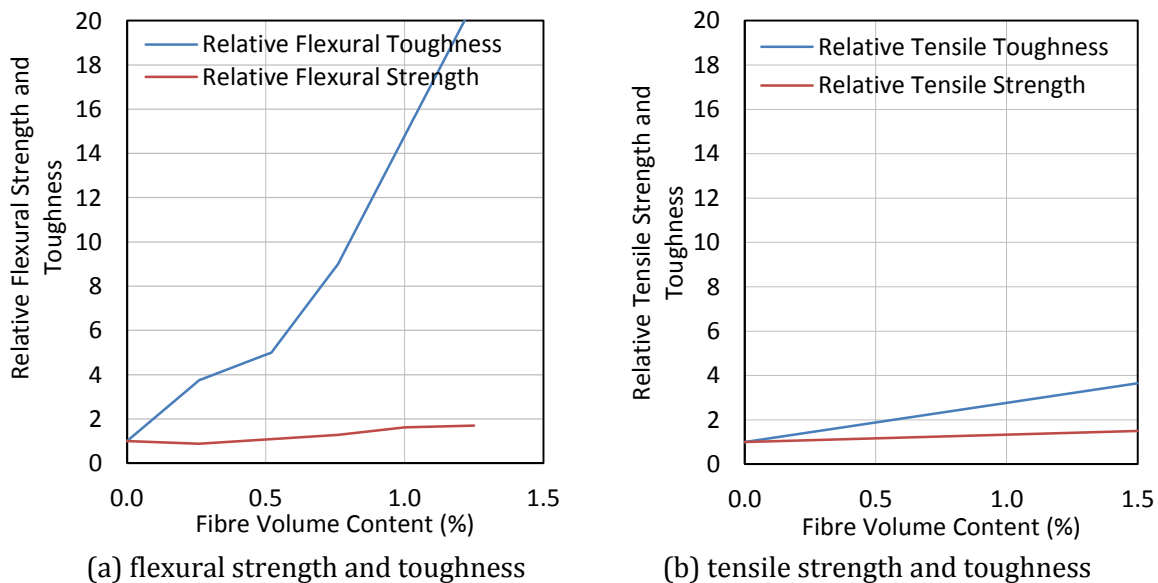 Relative Flexural Strength and
Toughness
20
18
16
14
12
10
8
6
4
2
0
Relative Flexural Toughness
Relative Flexural Strength
0.0
0.5
1.0
1.5
Fibre Volume Content (%)
(a) flexural strength and toughness
Relative Tensile Strength and
Toughness
20
18
16
14
12
10
8
6
4
2
0
Relative Tensile Toughness
Relative Tensile Strength
0.0
0.5
1.0
1.5
Fibre Volume Content (%)
(b) tensile strength and toughness